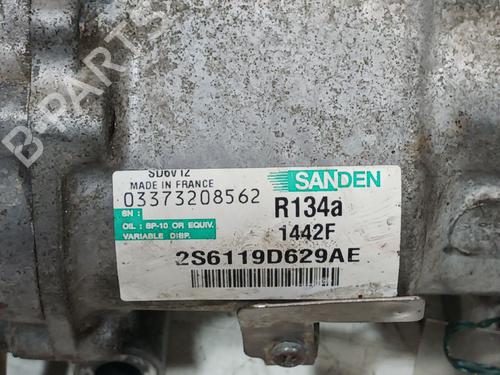 B-PARTS
SD6V12
MADE IN FRANCE
SANDEN
03373208562
R134a
SN :
OIL : SP-10 OR EQUIV.
VARIABLE DISP.
1442F
2S6119D629AE